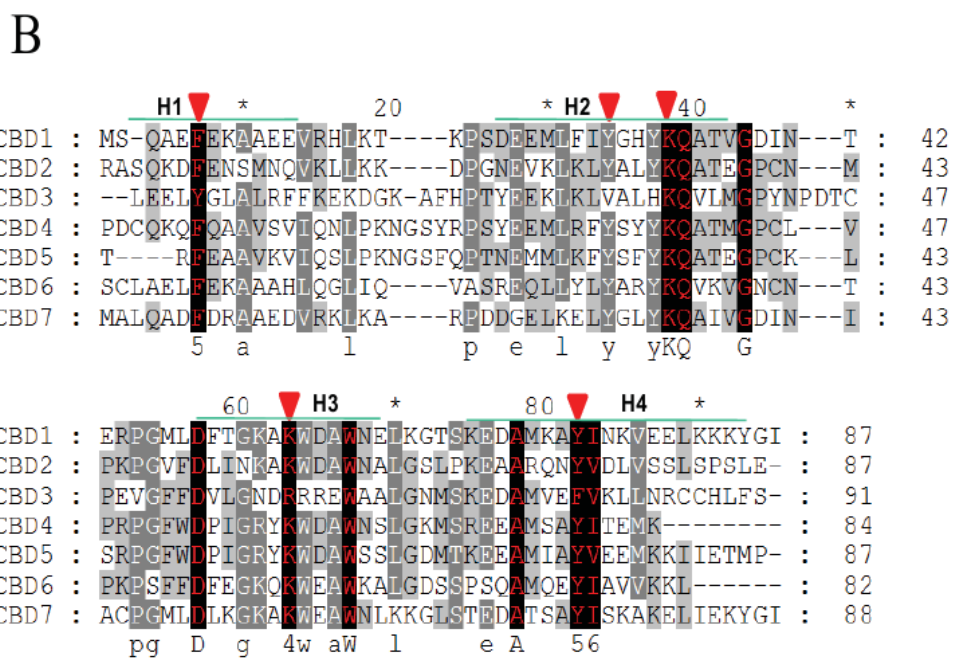 B
H1 * 20 * H2 40 *
CBD1 : MS-QAEFEKAAEEVRHLKT----KPSDEEMLFIYGHYKQATVGDIN---T : 42
CBD2 : RASQKDFENSMNQVKLLKK----DPGNEVKLKLYALYKQATEGPCN---M : 43
CBD3 : --LEELYGLALRFFKEKDGK-AFHPTYEEKLKLVALHKQVLMGPYNPDTC : 47
CBD4 : PDCQKQFQAAVSVIQNLPKNGSYRPSYEEMLRFYSYYKQATMGPCL---V : 47
CBD5 : T----RFEAAVKVIQSLPKNGSFQPTNEMMLKFYSFYKQATEGPCK---L : 43
CBD6 : SCLAELFEKAAAHLQGLIQ----VASREQLLYLYARYKQVKVGNCN---T : 43
CBD7 : MALQADFDRAAEDVRKLKA----RPDDGELKELYGLYKQAIVGDIN---I : 43
5 a l p e l y yKQ G
60 H3 * 80 H4 *
CBD1 : ERPGMLDFTGKAKWDAWNELKGTSKEDAMKAYINKVEELKKKYGI : 87
CBD2 : PKPGVFDLINKAKWDAWNALGSLPKEAARQNYVDLVSSLSPSLE- : 87
CBD3 : PEVGFFDVLGNDRRREWAALGNMSKEDAMVEFVKLLNRCCHLFS- : 91
CBD4 : PRPGFWDPIGRYKWDAWNSLGKMSREEAMSAYITEMK-------- : 84
CBD5 : SRPGFWDPIGRYKWDAWSSLGDMTKEEAMIAYVEEMKKIIETMP- : 87
CBD6 : PKPSFFDFEGKQKWEAWKALGDSSPSQAMQEYIAVVKKL------ : 82
CBD7 : ACPGMLDLKGKAKWEAWNLKKGLSTEDATSAYISKAKELIEKYGI : 88
pg D g 4w aW l e A 56